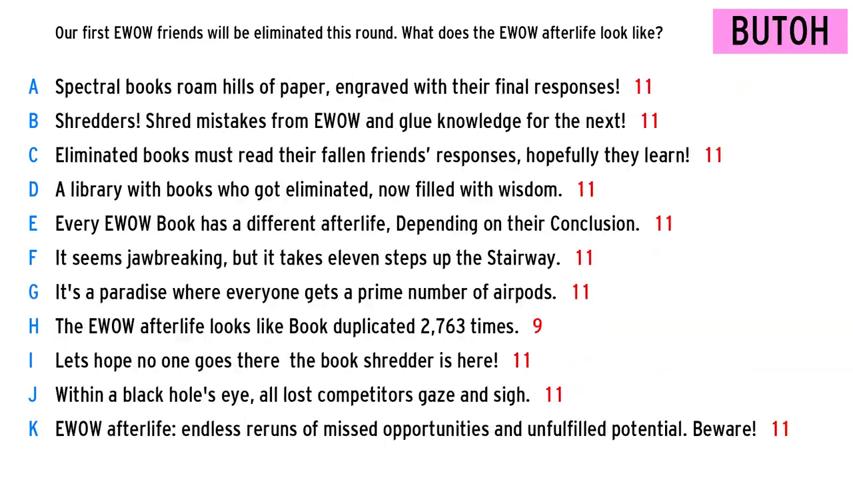 Our first EWOW friends will be eliminated this round. What does the EWOW afterlife look like?
BUTOH
A Spectral books roam hills of paper, engraved with their final responses! 11
B Shredders! Shred mistakes from EWOW and glue knowledge for the next! 11
C Eliminated books must read their fallen friends’ responses, hopefully they learn! 11
D A library with books who got eliminated, now filled with wisdom. 11
E Every EWOW Book has a different afterlife, Depending on their Conclusion. 11
F It seems jawbreaking, but it takes eleven steps up the Stairway. 11
G It's a paradise where everyone gets a prime number of airpods. 11
H The EWOW afterlife looks like Book duplicated 2,763 times. 9
I Lets hope no one goes there  the book shredder is here! 11
J Within a black hole's eye, all lost competitors gaze and sigh. 11
K EWOW afterlife: endless reruns of missed opportunities and unfulfilled potential. Beware! 11